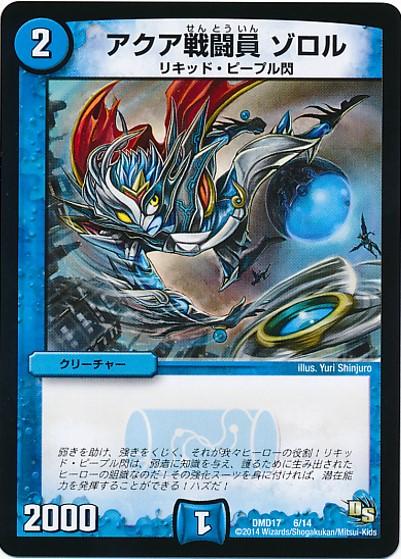 2
せんとういん
アクア戦闘員 ゾロル
リキッド・ピープル閃
クリーチャー
illus. Yuri Shinjuro
弱きを助け、強きをくじく、それが我々ヒーローの役割！リキッ
ド・ピープル閃は、弱者に知識を与え、護るために生み出された
ヒーローの組織なのだ！その強化スーツを身に付ければ、潜在能
力を発揮することができる！ハズだ！
2000
1
DS
DMD17 6/14
©2014 Wizards/Shogakukan/Mitsui-Kids